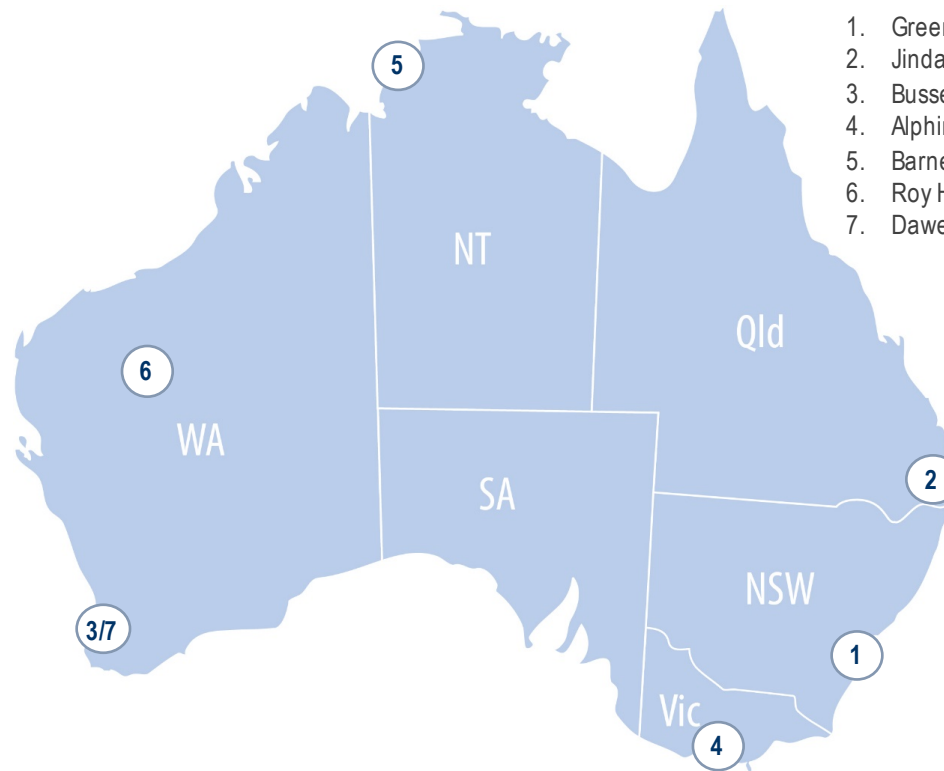 1. Green
2. Jinda
3. Busse
4. Alphin
5. Barne
6. Roy H
7. Dawe
5
NT
Qld
6
WA
SA
2
NSW
3/7
1
Vic
4